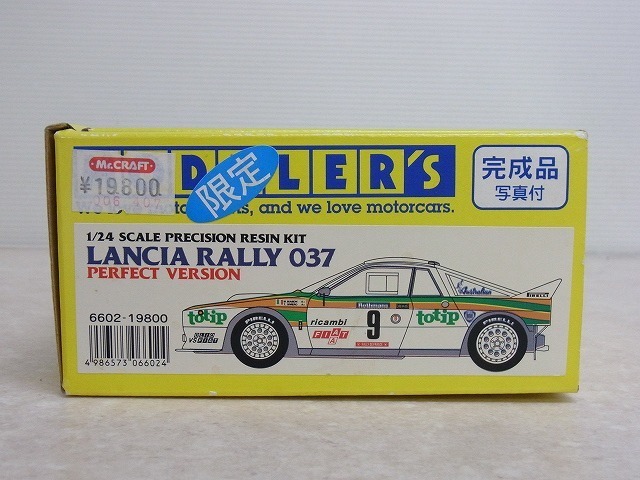 Mr.CRAFT
¥19,800
限定
DELER'S
完成品
写真付
and we love motorcars.
1/24 SCALE PRECISION RESIN KIT
LANCIA RALLY 037
PERFECT VERSION
6602-19800
4986573066024
totip
PIRELLI
ricambi
FIAT
Rothmans
9
totip
PIRELLI
PIRELLI